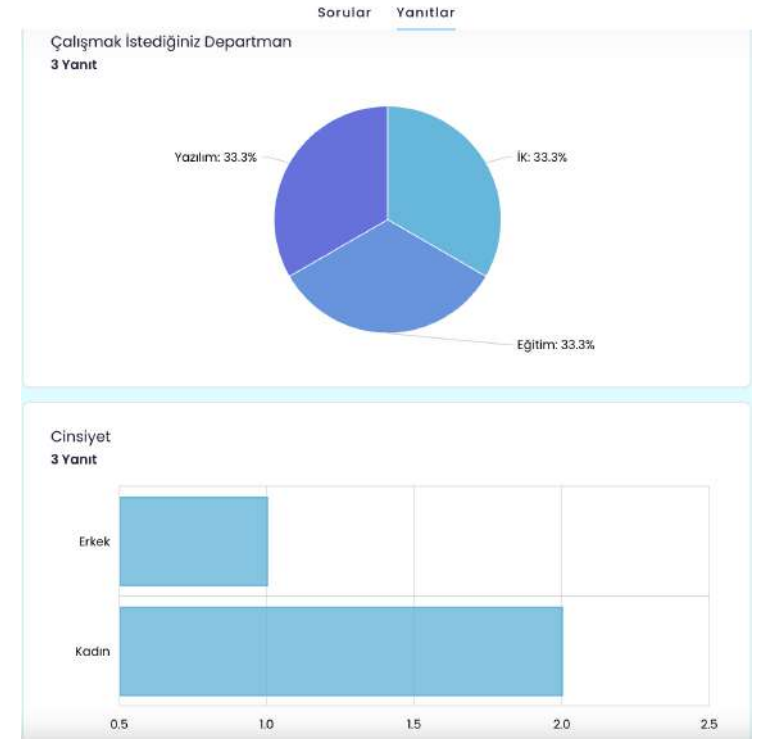 Sorular Yanıtlar
Çalışmak İstediğiniz Departman
3 Yanıt
Yazılım: 33.3%
İK: 33.3%
Eğitim: 33.3%
Cinsiyet
3 Yanıt
Erkek
Kadın
0.5 1.0 1.5 2.0 2.5